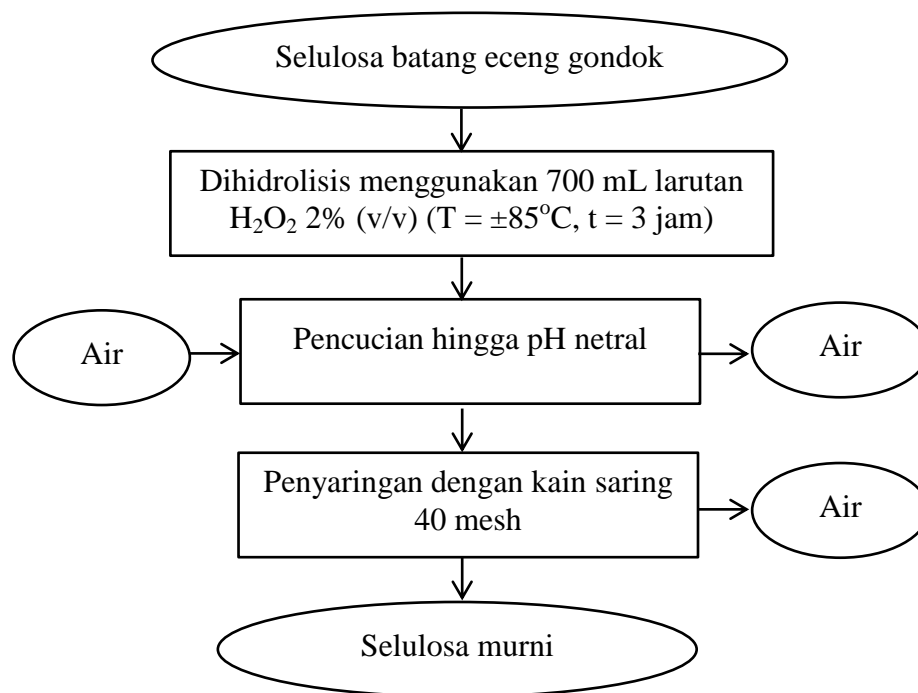 Selulosa batang eceng gondok
Dihidrolisis menggunakan 700 mL larutan
H₂O₂ 2% (v/v) (T = ±85°C, t = 3 jam)
Air
Pencucian hingga pH netral
Air
Penyaringan dengan kain saring
40 mesh
Air
Selulosa murni